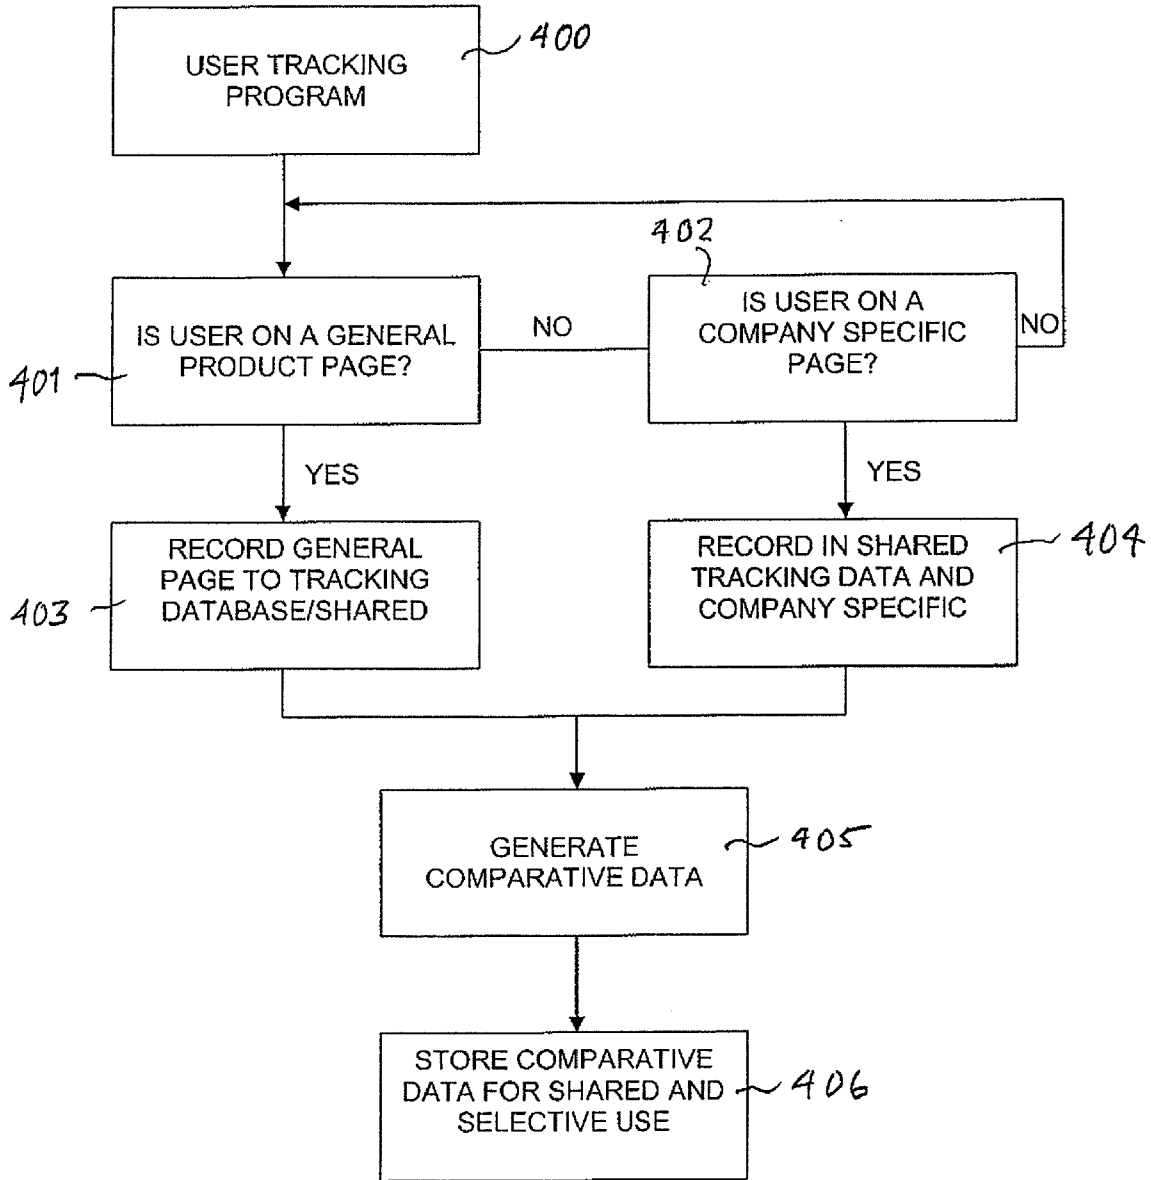 USER TRACKING
PROGRAM
400
402
IS USER ON A GENERAL
PRODUCT PAGE?
401
NO
IS USER ON A
COMPANY SPECIFIC
PAGE?
NO
YES
YES
RECORD GENERAL
PAGE TO TRACKING
DATABASE/SHARED
403
RECORD IN SHARED
TRACKING DATA AND
COMPANY SPECIFIC
404
GENERATE
COMPARATIVE DATA
405
STORE COMPARATIVE
DATA FOR SHARED AND
SELECTIVE USE
406